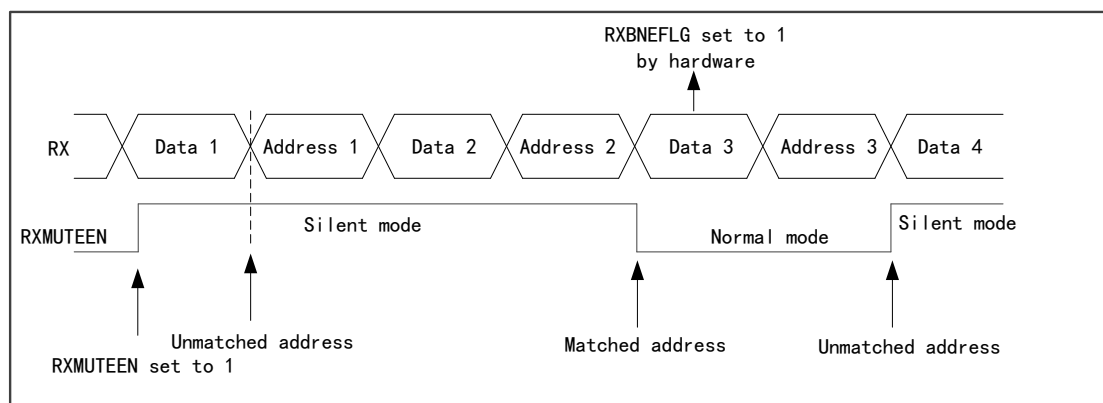 RXBNEFLG set to 1
by hardware
RX
Data 1
Address 1
Data 2
Address 2
Data 3
Address 3
Data 4
RXMUTEEN
Silent mode
Normal mode
Silent mode
Unmatched address
Matched address
Unmatched address
RXMUTEEN set to 1